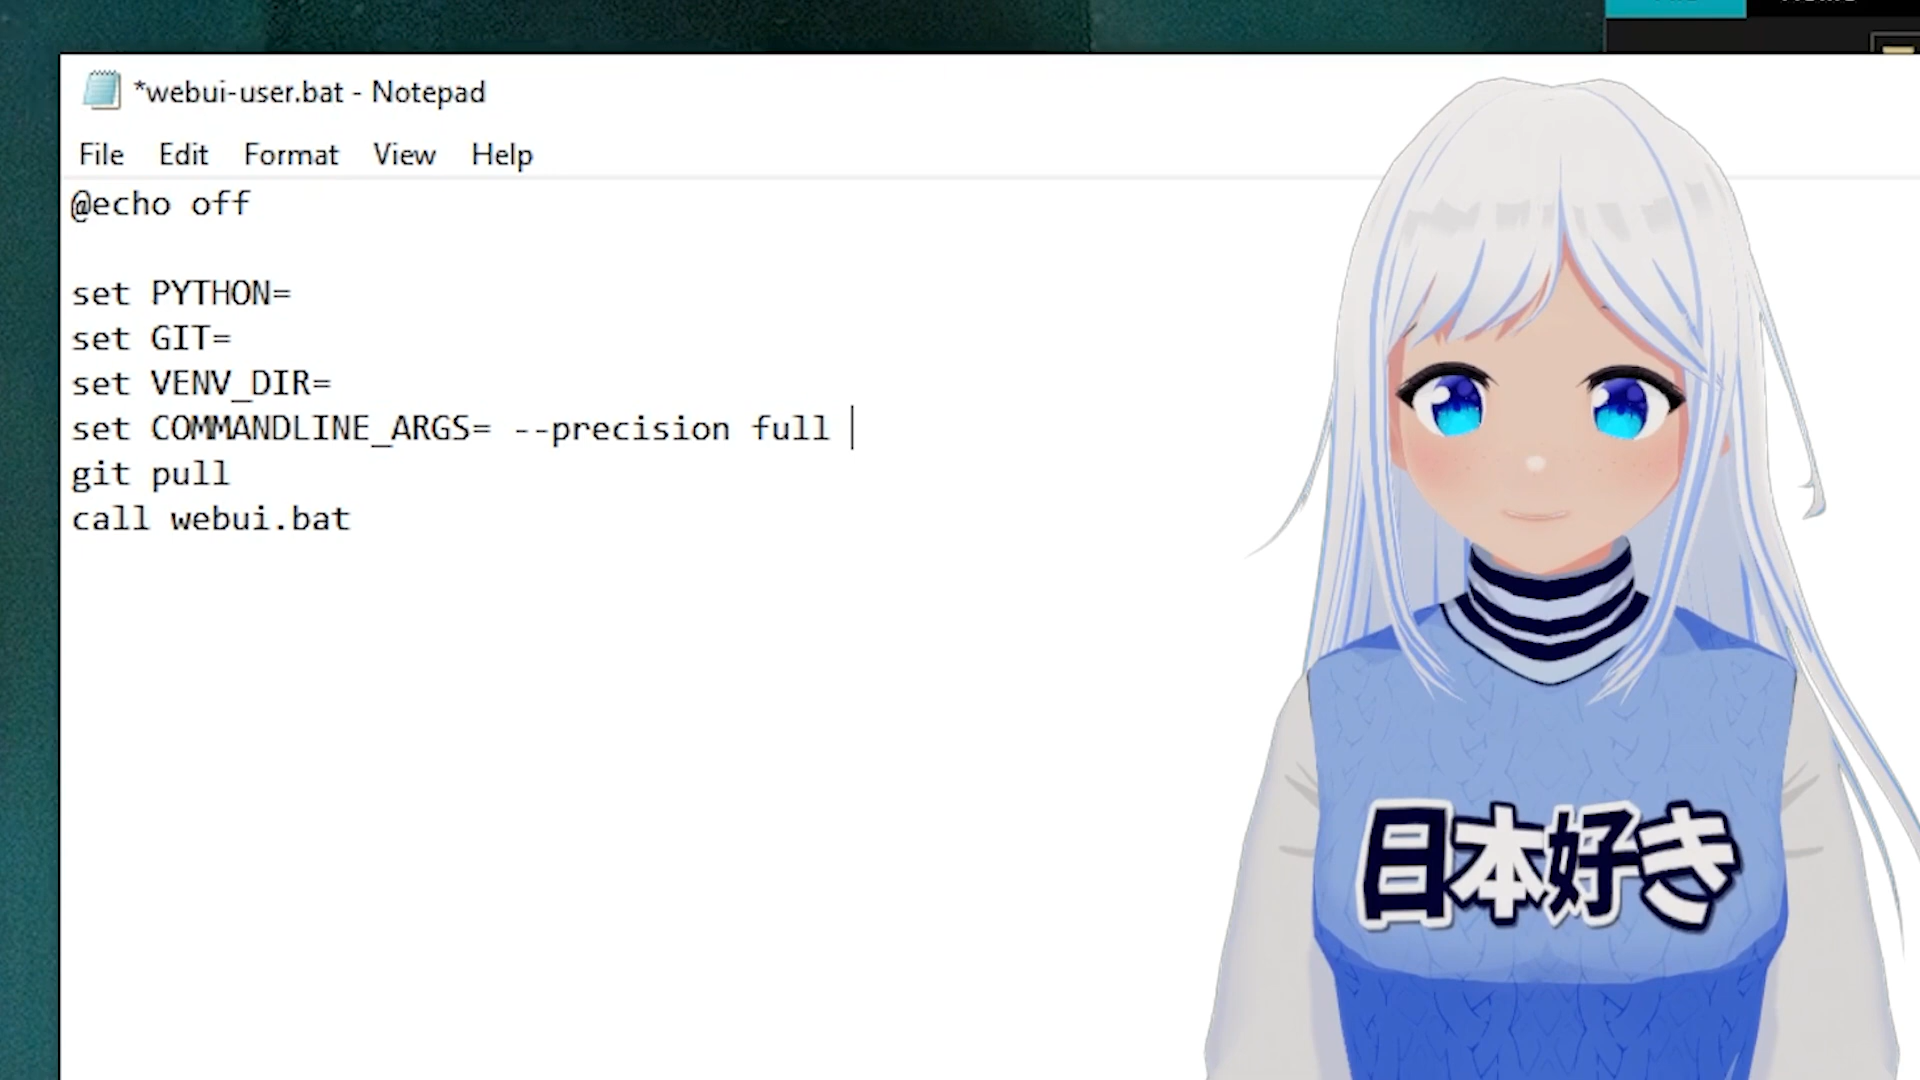 *webui-user.bat - Notepad
File Edit Format View Help
@echo off
set PYTHON=
set GIT=
set VENV_DIR=
set COMMANDLINE_ARGS= --precision full
git pull
call webui.bat
日本好き